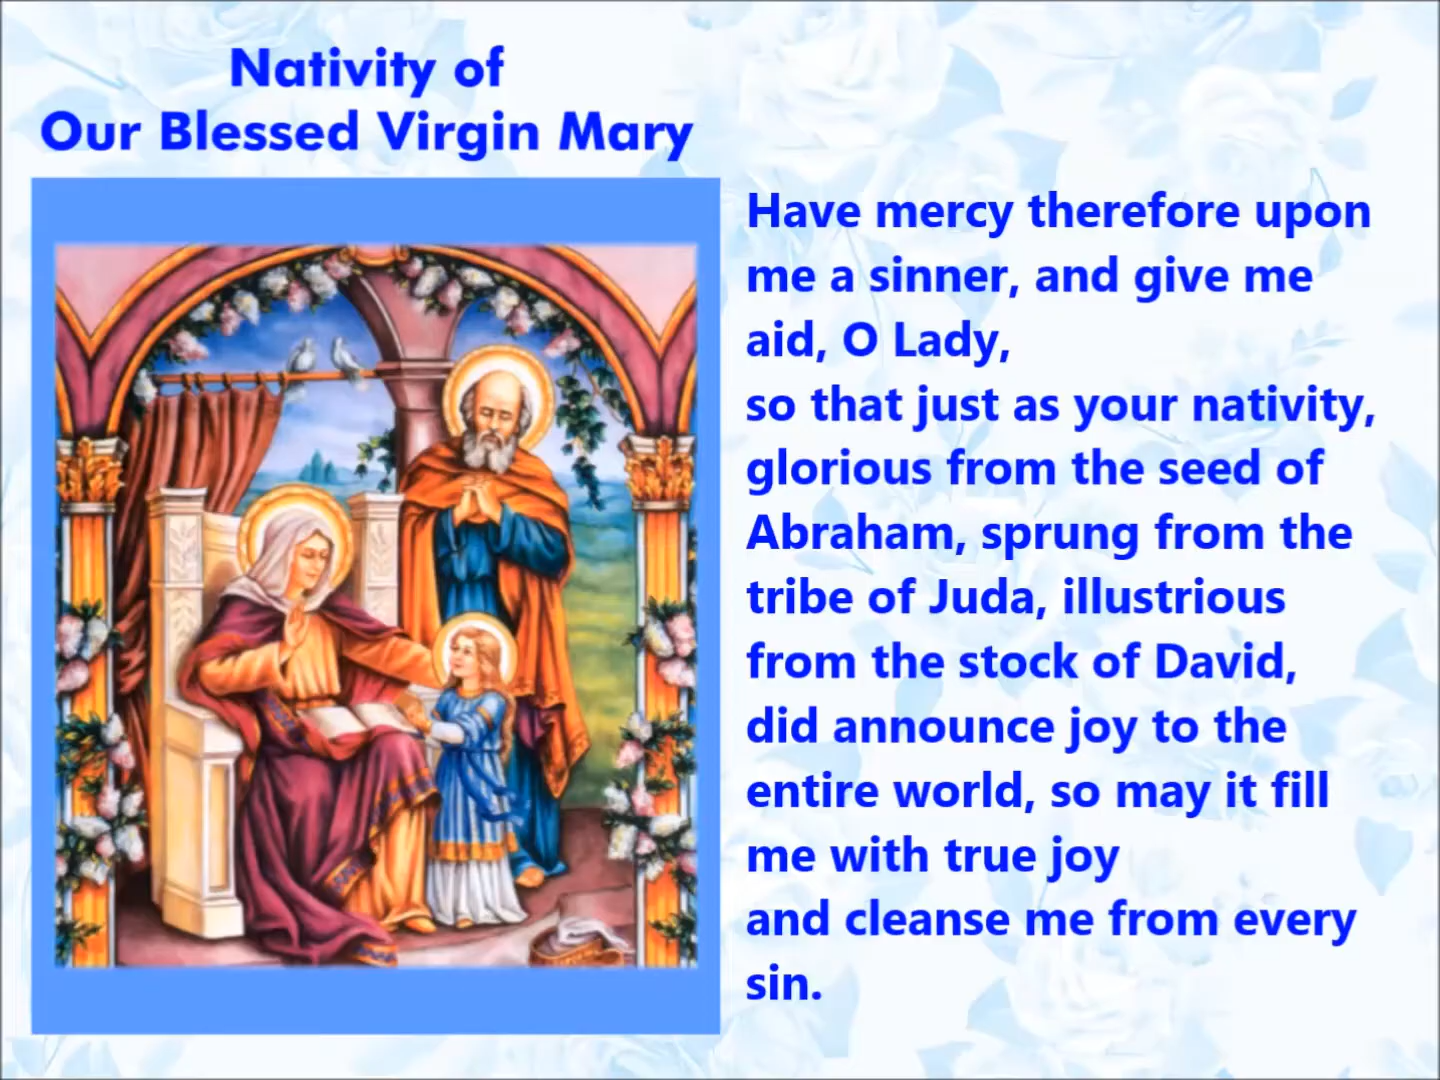 Nativity of
Our Blessed Virgin Mary
Have mercy therefore upon
me a sinner, and give me
aid, O Lady,
so that just as your nativity,
glorious from the seed of
Abraham, sprung from the
tribe of Juda, illustrious
from the stock of David,
did announce joy to the
entire world, so may it fill
me with true joy
and cleanse me from every
sin.